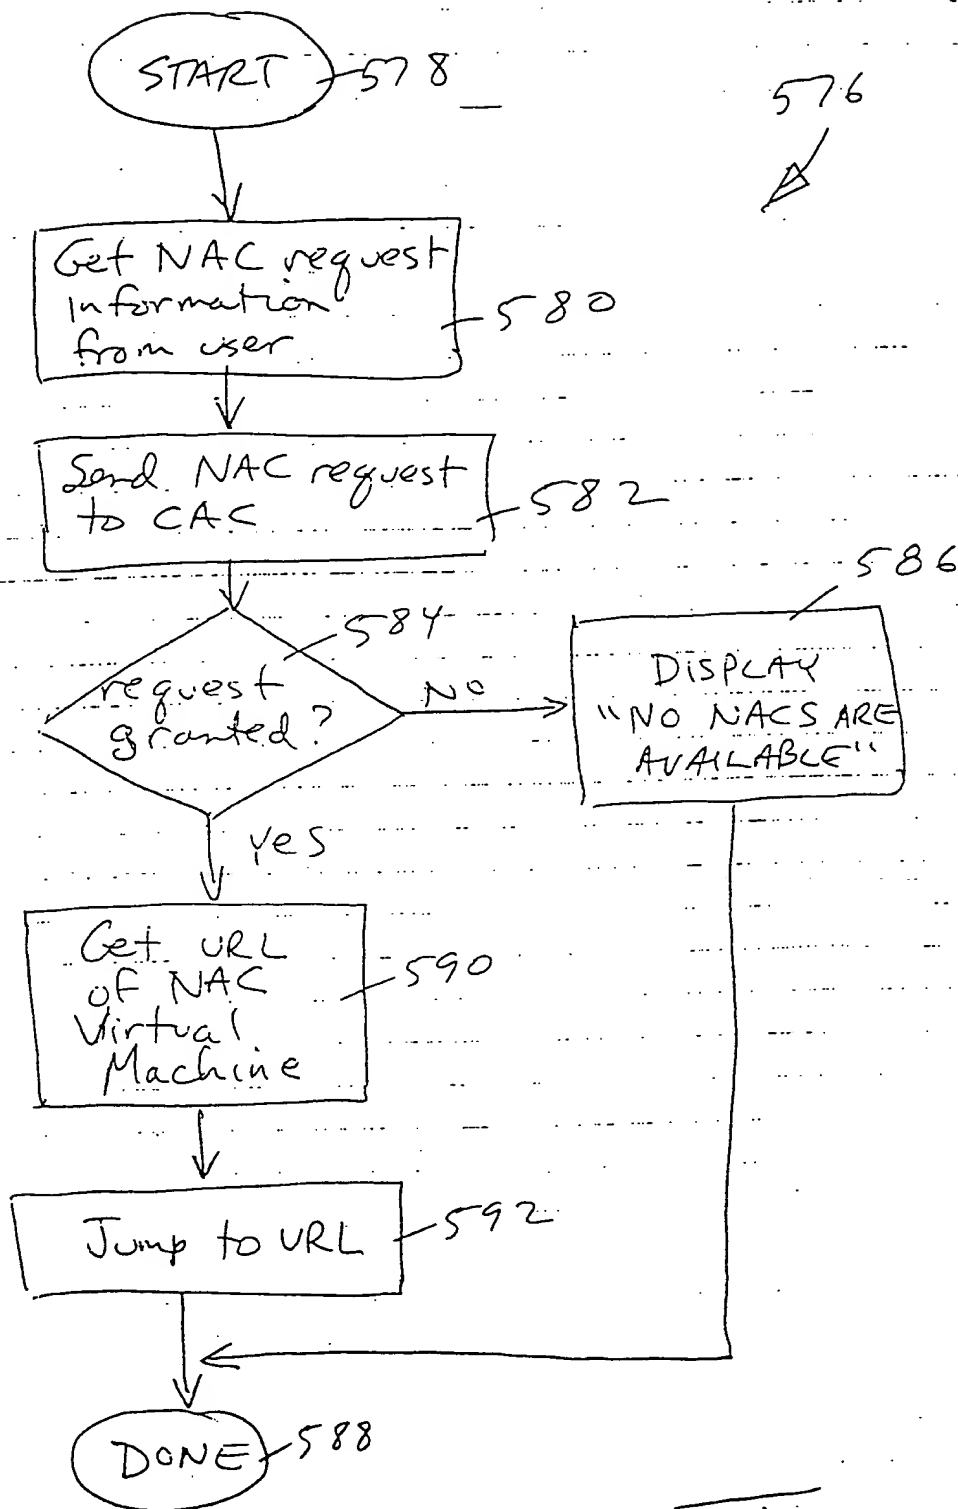 START 578
576
Get NAC request
information
from user
580
Send NAC request
to CAC
582
584
586
request
granted?
NO
DISPLAY
"NO NACS ARE
AVAILABLE"
yes
Get URL
of NAC
Virtual
Machine
590
Jump to URL
592
DONE 588